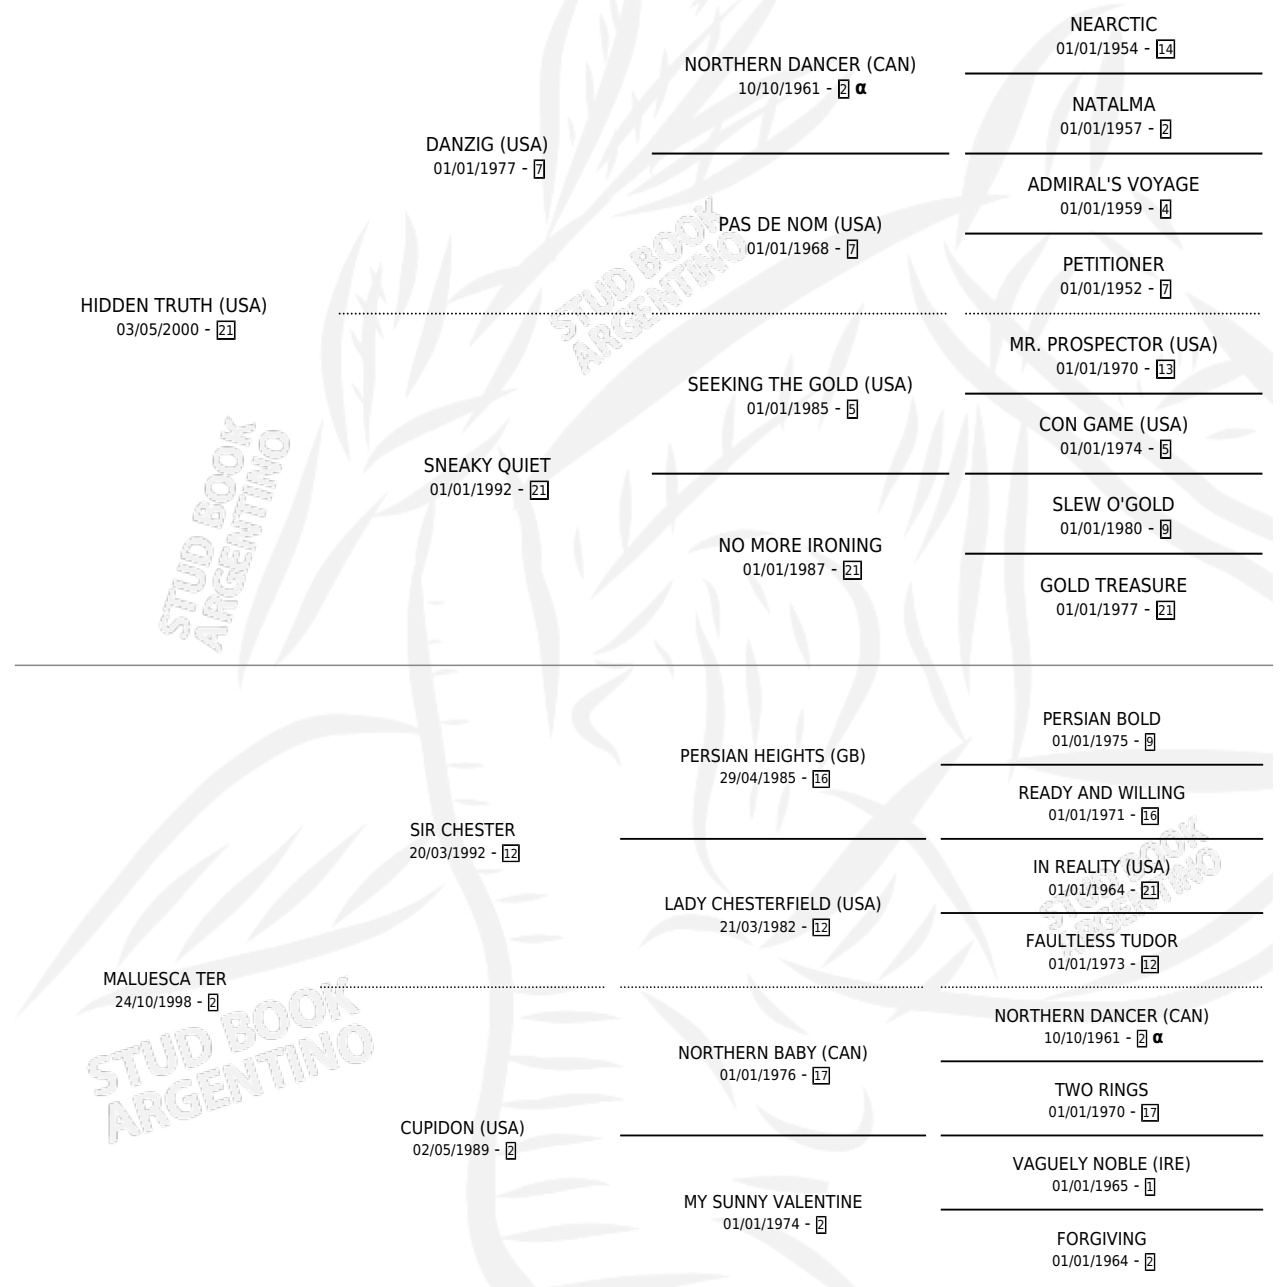 NEARCTIC
01/01/1954 - 14
NORTHERN DANCER (CAN)
10/10/1961 - 2 α
NATALMA
01/01/1957 - 2
DANZIG (USA)
01/01/1977 - 7
ADMIRAL'S VOYAGE
01/01/1959 - 4
PAS DE NOM (USA)
01/01/1968 - 7
PETITIONER
01/01/1952 - 7
HIDDEN TRUTH (USA)
03/05/2000 - 21
MR. PROSPECTOR (USA)
01/01/1970 - 13
SEEKING THE GOLD (USA)
01/01/1985 - 5
CON GAME (USA)
01/01/1974 - 5
SNEAKY QUIET
01/01/1992 - 21
SLEW O'GOLD
01/01/1980 - 9
NO MORE IRONING
01/01/1987 - 21
GOLD TREASURE
01/01/1977 - 21
PERSIAN BOLD
01/01/1975 - 9
PERSIAN HEIGHTS (GB)
29/04/1985 - 16
READY AND WILLING
01/01/1971 - 16
SIR CHESTER
20/03/1992 - 12
IN REALITY (USA)
01/01/1964 - 21
LADY CHESTERFIELD (USA)
21/03/1982 - 12
FAULTLESS TUDOR
01/01/1973 - 12
MALUESCA TER
24/10/1998 - 2
NORTHERN DANCER (CAN)
10/10/1961 - 2 α
NORTHERN BABY (CAN)
01/01/1976 - 17
TWO RINGS
01/01/1970 - 17
CUPIDON (USA)
02/05/1989 - 2
VAGUELY NOBLE (IRE)
01/01/1965 - 1
MY SUNNY VALENTINE
01/01/1974 - 2
FORGIVING
01/01/1964 - 2
STUD BOOK
ARGENTINO
STUD BOOK
ARGENTINO
STUD BOOK
ARGENTINO
STUD BOOK
ARGENTINO